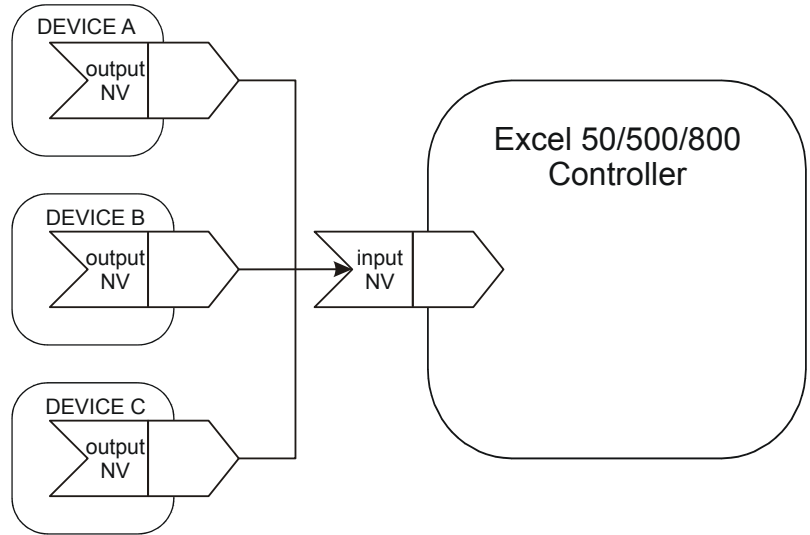 DEVICE A
output
NV
DEVICE B
output
NV
DEVICE C
output
NV
input
NV
Excel 50/500/800
Controller